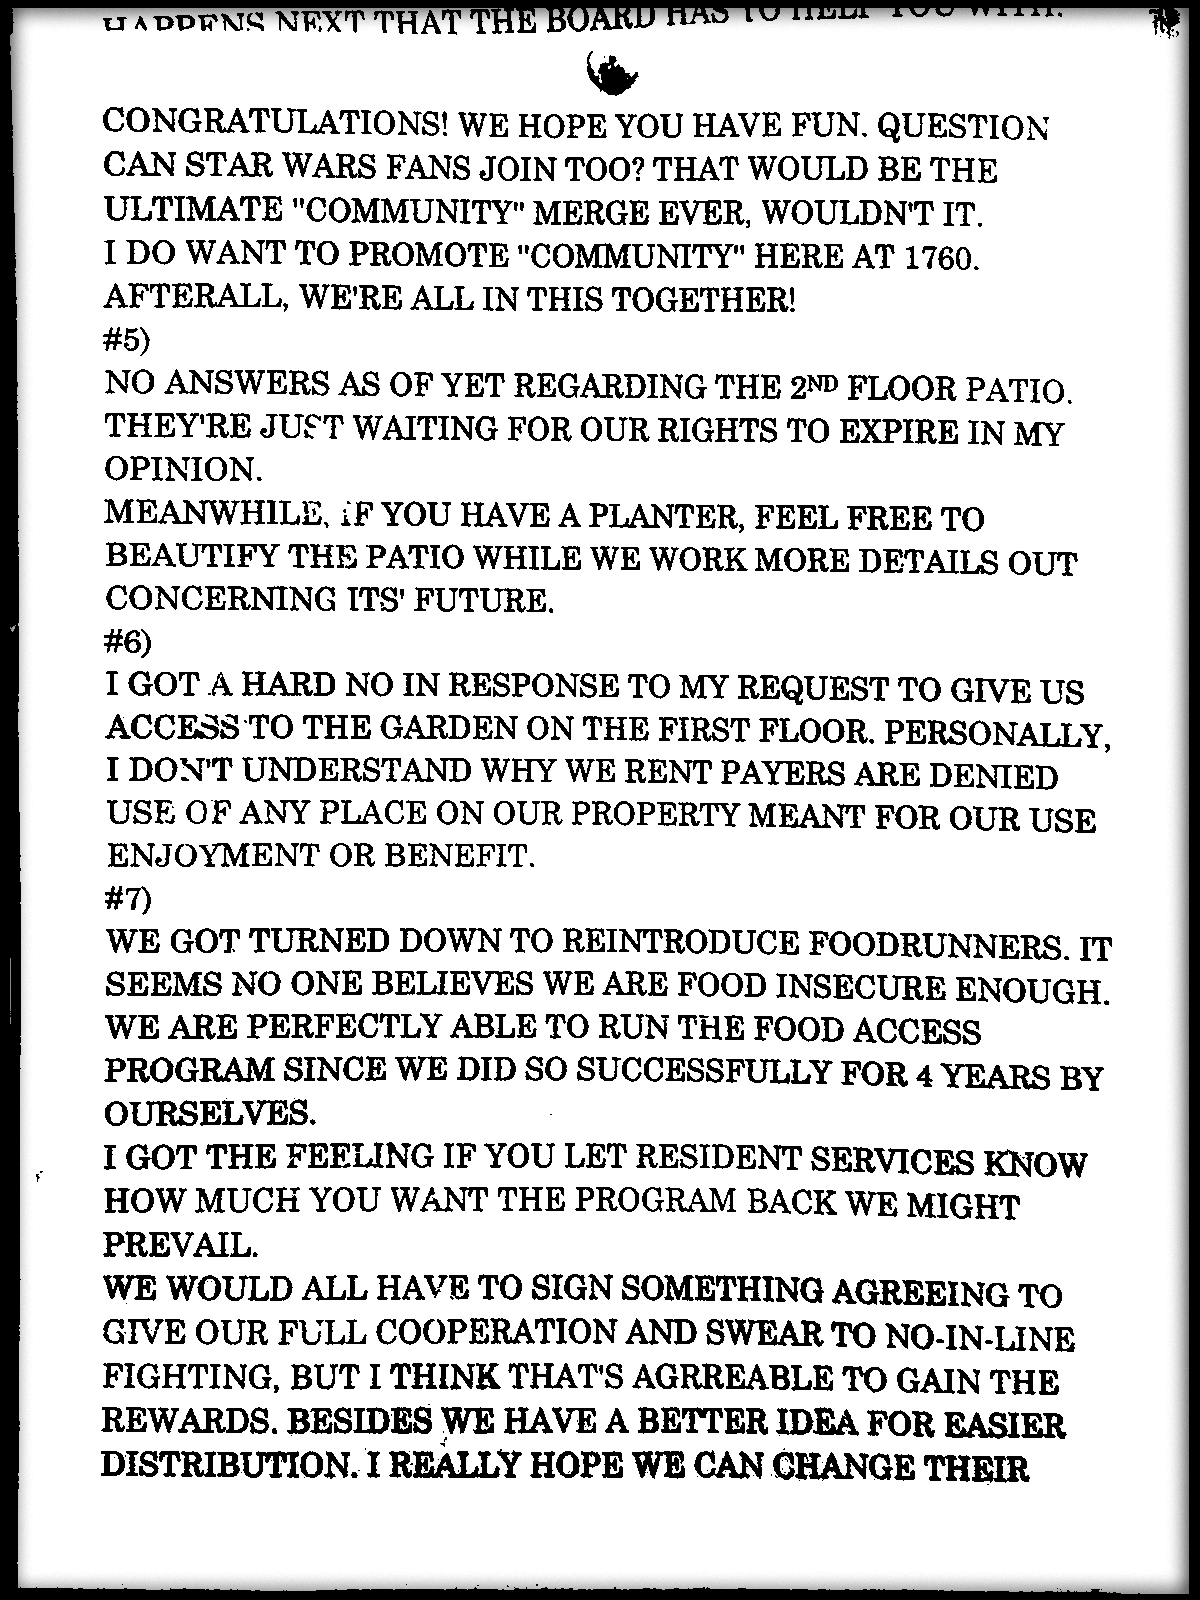 HAPPENS NEXT THAT THE BOARD HAS TO HELP YOU WITH.
CONGRATULATIONS! WE HOPE YOU HAVE FUN. QUESTION
CAN STAR WARS FANS JOIN TOO? THAT WOULD BE THE
ULTIMATE "COMMUNITY" MERGE EVER, WOULDN'T IT.
I DO WANT TO PROMOTE "COMMUNITY" HERE AT 1760.
AFTERALL, WE'RE ALL IN THIS TOGETHER!
#5)
NO ANSWERS AS OF YET REGARDING THE 2ND FLOOR PATIO.
THEY'RE JUST WAITING FOR OUR RIGHTS TO EXPIRE IN MY
OPINION.
MEANWHILE, IF YOU HAVE A PLANTER, FEEL FREE TO
BEAUTIFY THE PATIO WHILE WE WORK MORE DETAILS OUT
CONCERNING ITS' FUTURE.
#6)
I GOT A HARD NO IN RESPONSE TO MY REQUEST TO GIVE US
ACCESS TO THE GARDEN ON THE FIRST FLOOR. PERSONALLY,
I DON'T UNDERSTAND WHY WE RENT PAYERS ARE DENIED
USE OF ANY PLACE ON OUR PROPERTY MEANT FOR OUR USE
ENJOYMENT OR BENEFIT.
#7)
WE GOT TURNED DOWN TO REINTRODUCE FOODRUNNERS. IT
SEEMS NO ONE BELIEVES WE ARE FOOD INSECURE ENOUGH.
WE ARE PERFECTLY ABLE TO RUN THE FOOD ACCESS
PROGRAM SINCE WE DID SO SUCCESSFULLY FOR 4 YEARS BY
OURSELVES.
I GOT THE FEELING IF YOU LET RESIDENT SERVICES KNOW
HOW MUCH YOU WANT THE PROGRAM BACK WE MIGHT
PREVAIL.
WE WOULD ALL HAVE TO SIGN SOMETHING AGREEING TO
GIVE OUR FULL COOPERATION AND SWEAR TO NO-IN-LINE
FIGHTING, BUT I THINK THAT'S AGRREABLE TO GAIN THE
REWARDS. BESIDES WE HAVE A BETTER IDEA FOR EASIER
DISTRIBUTION. I REALLY HOPE WE CAN CHANGE THEIR